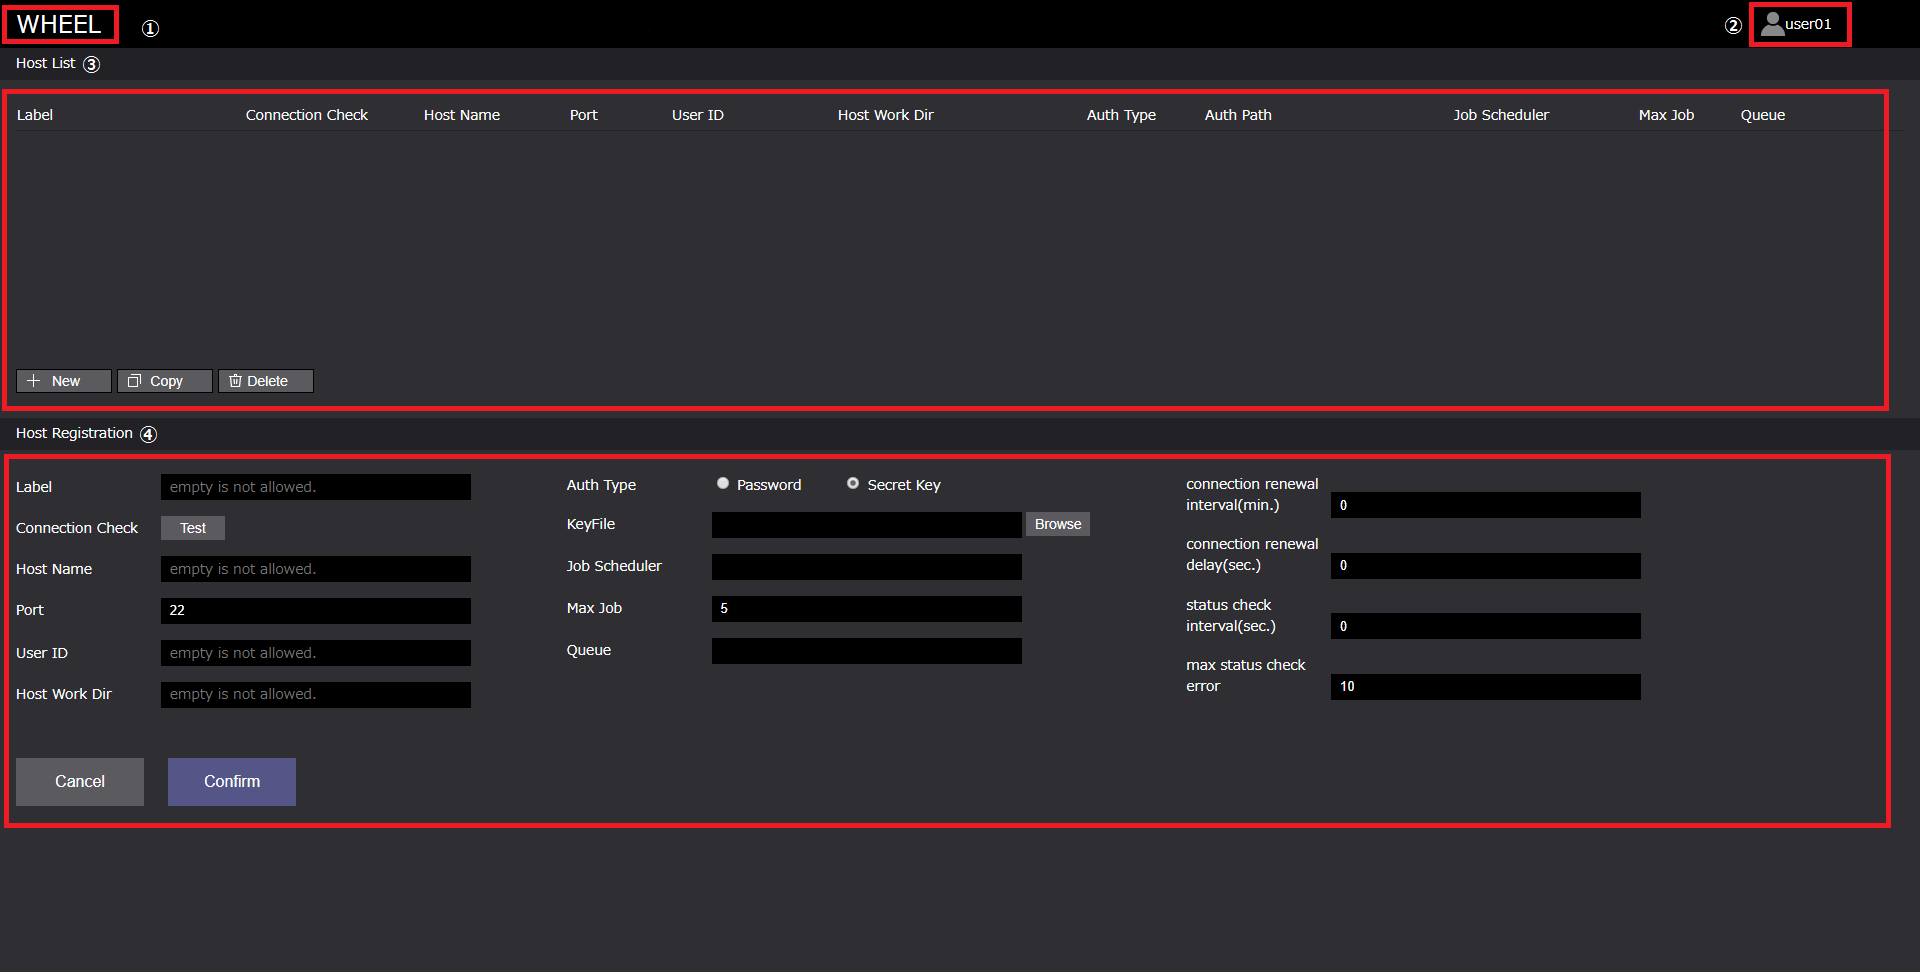 WHEEL ① ② user01
Host List ③
Label Connection Check Host Name Port User ID Host Work Dir Auth Type Auth Path Job Scheduler Max Job Queue
New Copy Delete
Host Registration ④
Label empty is not allowed.
Connection Check Test
Host Name empty is not allowed.
Port 22
User ID empty is not allowed.
Host Work Dir empty is not allowed.
Auth Type Password Secret Key
KeyFile Browse
Job Scheduler
Max Job 5
Queue
connection renewal
interval(min.) 0
connection renewal
delay(sec.) 0
status check
interval(sec.) 0
max status check
error 10
Cancel Confirm